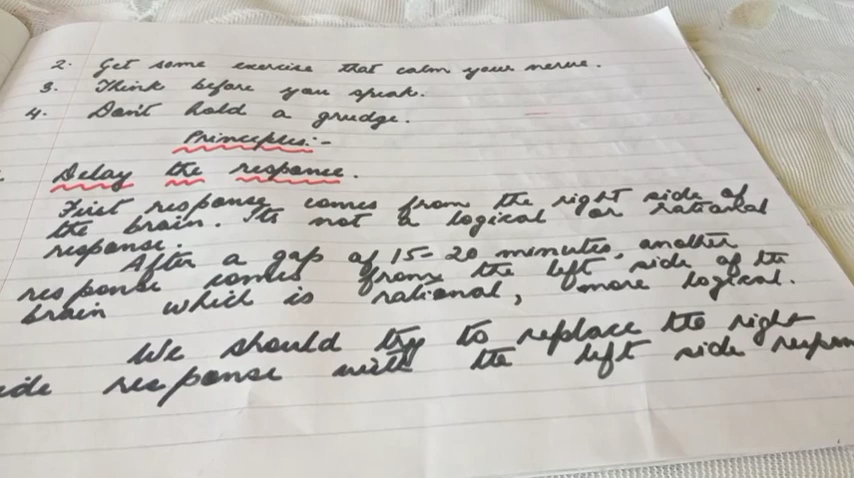 2. Get some exercise that calm your nerve.
3. Think before you speak.
4. Don't hold a grudge.
Principles:-
Delay the responce.
First response comes from the right side of
the brain. Its not a logical or rational
response.
After a gap of 15-20 minutes, another
response comes from the left side of the
brain which is rational, more logical.
We should try to replace the right
side response with the left side respon